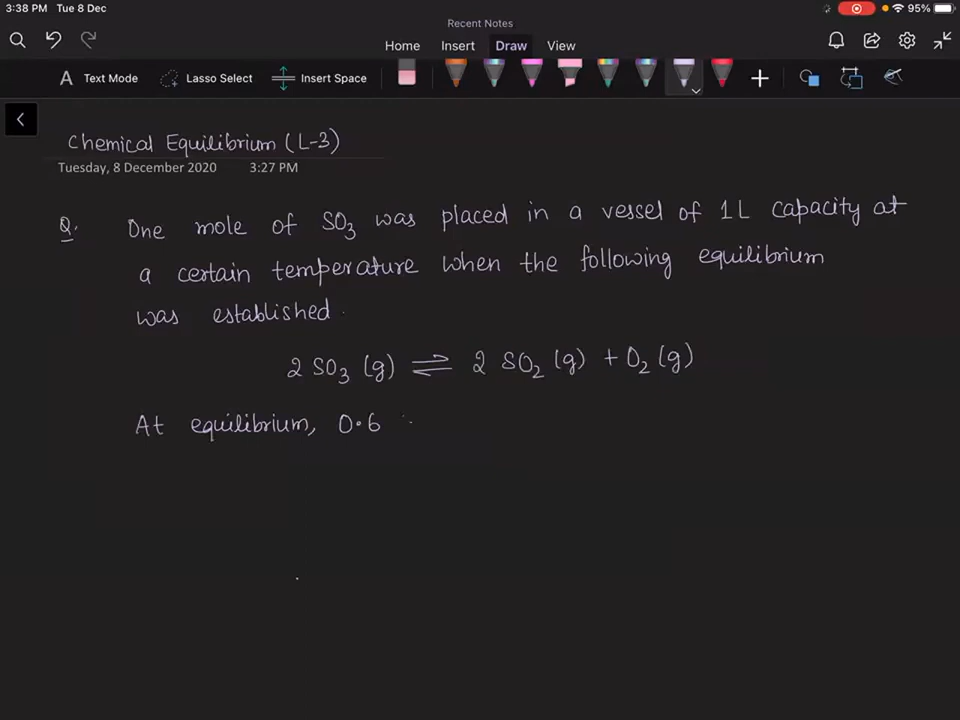 3:38 PM Tue 8 Dec
95%
Recent Notes
Home Insert Draw View
A Text Mode Lasso Select Insert Space
Chemical Equilibrium (L-3)
Tuesday, 8 December 2020 3:27 PM
Q. One mole of SO₃ was placed in a vessel of 1L capacity at
a certain temperature when the following equilibrium
was established.
2 SO₃ (g) ⇌ 2 SO₂ (g) + O₂ (g)
At equilibrium, 0.6